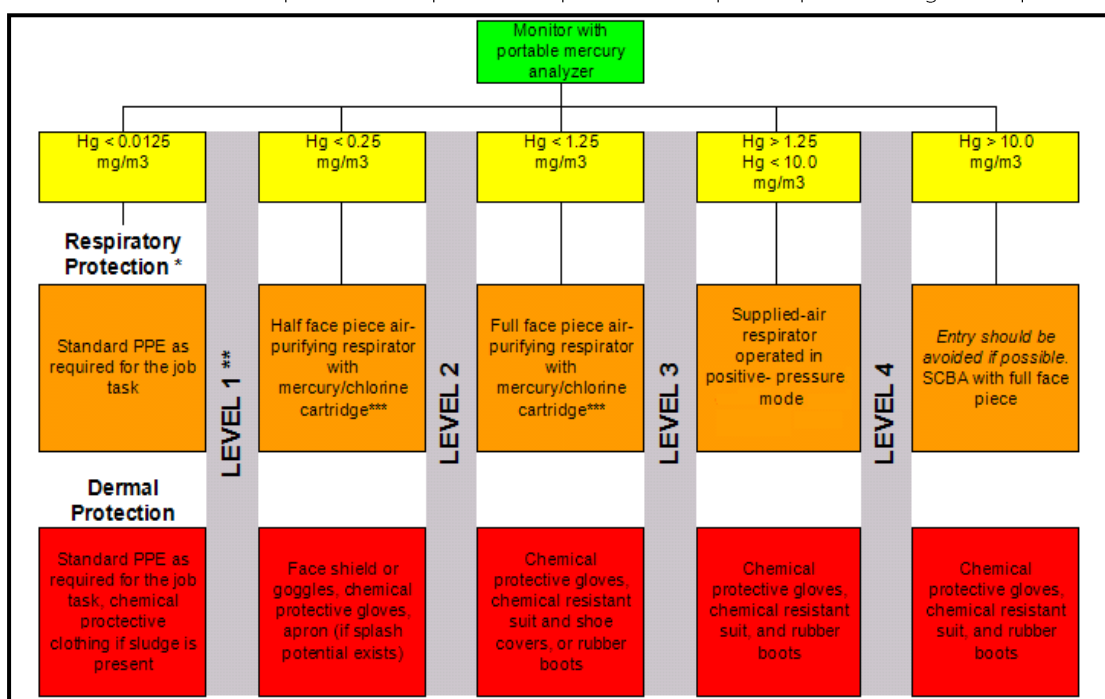 Monitor with
portable mercury
analyzer
Hg < 0.0125
mg/m3
Hg < 0.25
mg/m3
Hg < 1.25
mg/m3
Hg > 1.25
Hg < 10.0
mg/m3
Hg > 10.0
mg/m3
Respiratory
Protection *
Standard PPE as
required for the job
task
LEVEL 1 **
Half face piece air-
purifying respirator
with
mercury/chlorine
cartridge***
LEVEL 2
Full face piece air-
purifying respirator
with
mercury/chlorine
cartridge***
LEVEL 3
Supplied-air
respirator
operated in
positive- pressure
mode
LEVEL 4
Entry should be
avoided if possible.
SCBA with full face
piece
Dermal
Protection
Standard PPE as
required for the job
task, chemical
proctective
clothing if sludge is
present
Face shield or
goggles, chemical
protective gloves,
apron (if splash
potential exists)
Chemical
protective gloves,
chemical resistant
suit and shoe
covers, or rubber
boots
Chemical
protective gloves,
chemical resistant
suit, and rubber
boots
Chemical
protective gloves,
chemical resistant
suit, and rubber
boots